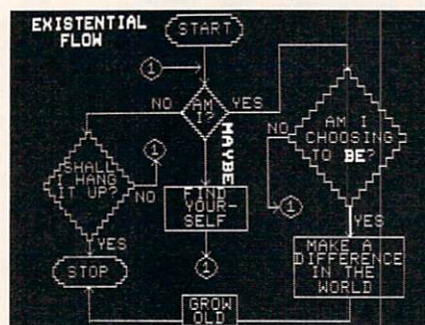 EXISTENTIAL
FLOW
START
1
AM
I?
NO
YES
MAYBE
SHALL
I HANG
IT UP?
NO
1
YES
STOP
FIND
YOUR-
SELF
1
AM I
CHOOSING
TO BE?
NO
1
YES
MAKE A
DIFFERENCE
IN THE
WORLD
GROW
OLD